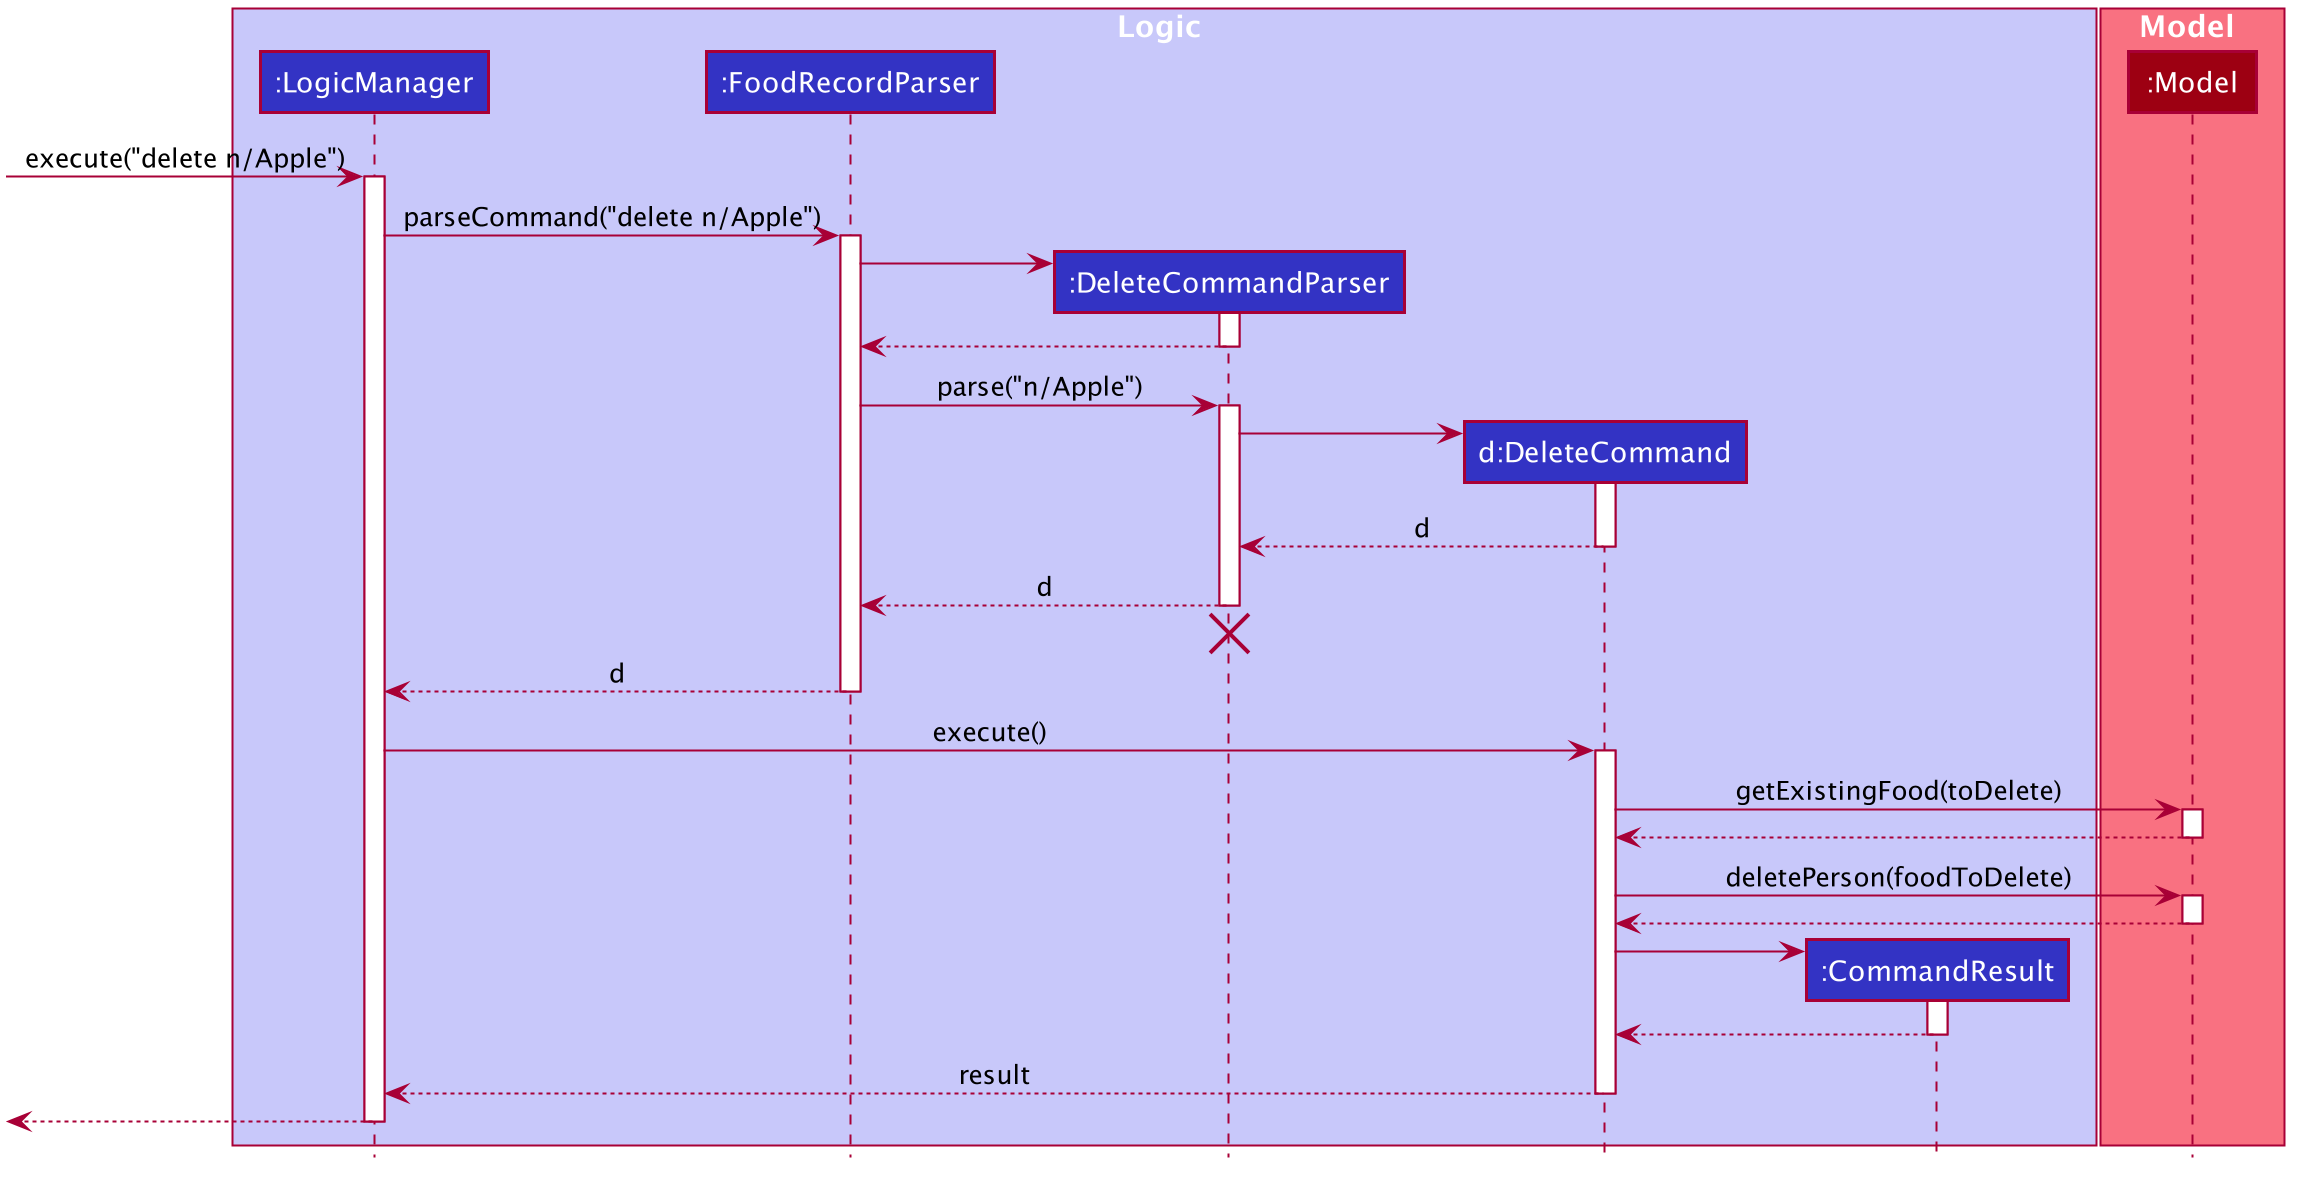 Logic
Model
:LogicManager
:FoodRecordParser
:Model
execute("delete n/Apple")
parseCommand("delete n/Apple")
:DeleteCommandParser
parse("n/Apple")
d:DeleteCommand
d
d
d
execute()
getExistingFood(toDelete)
deletePerson(foodToDelete)
:CommandResult
result